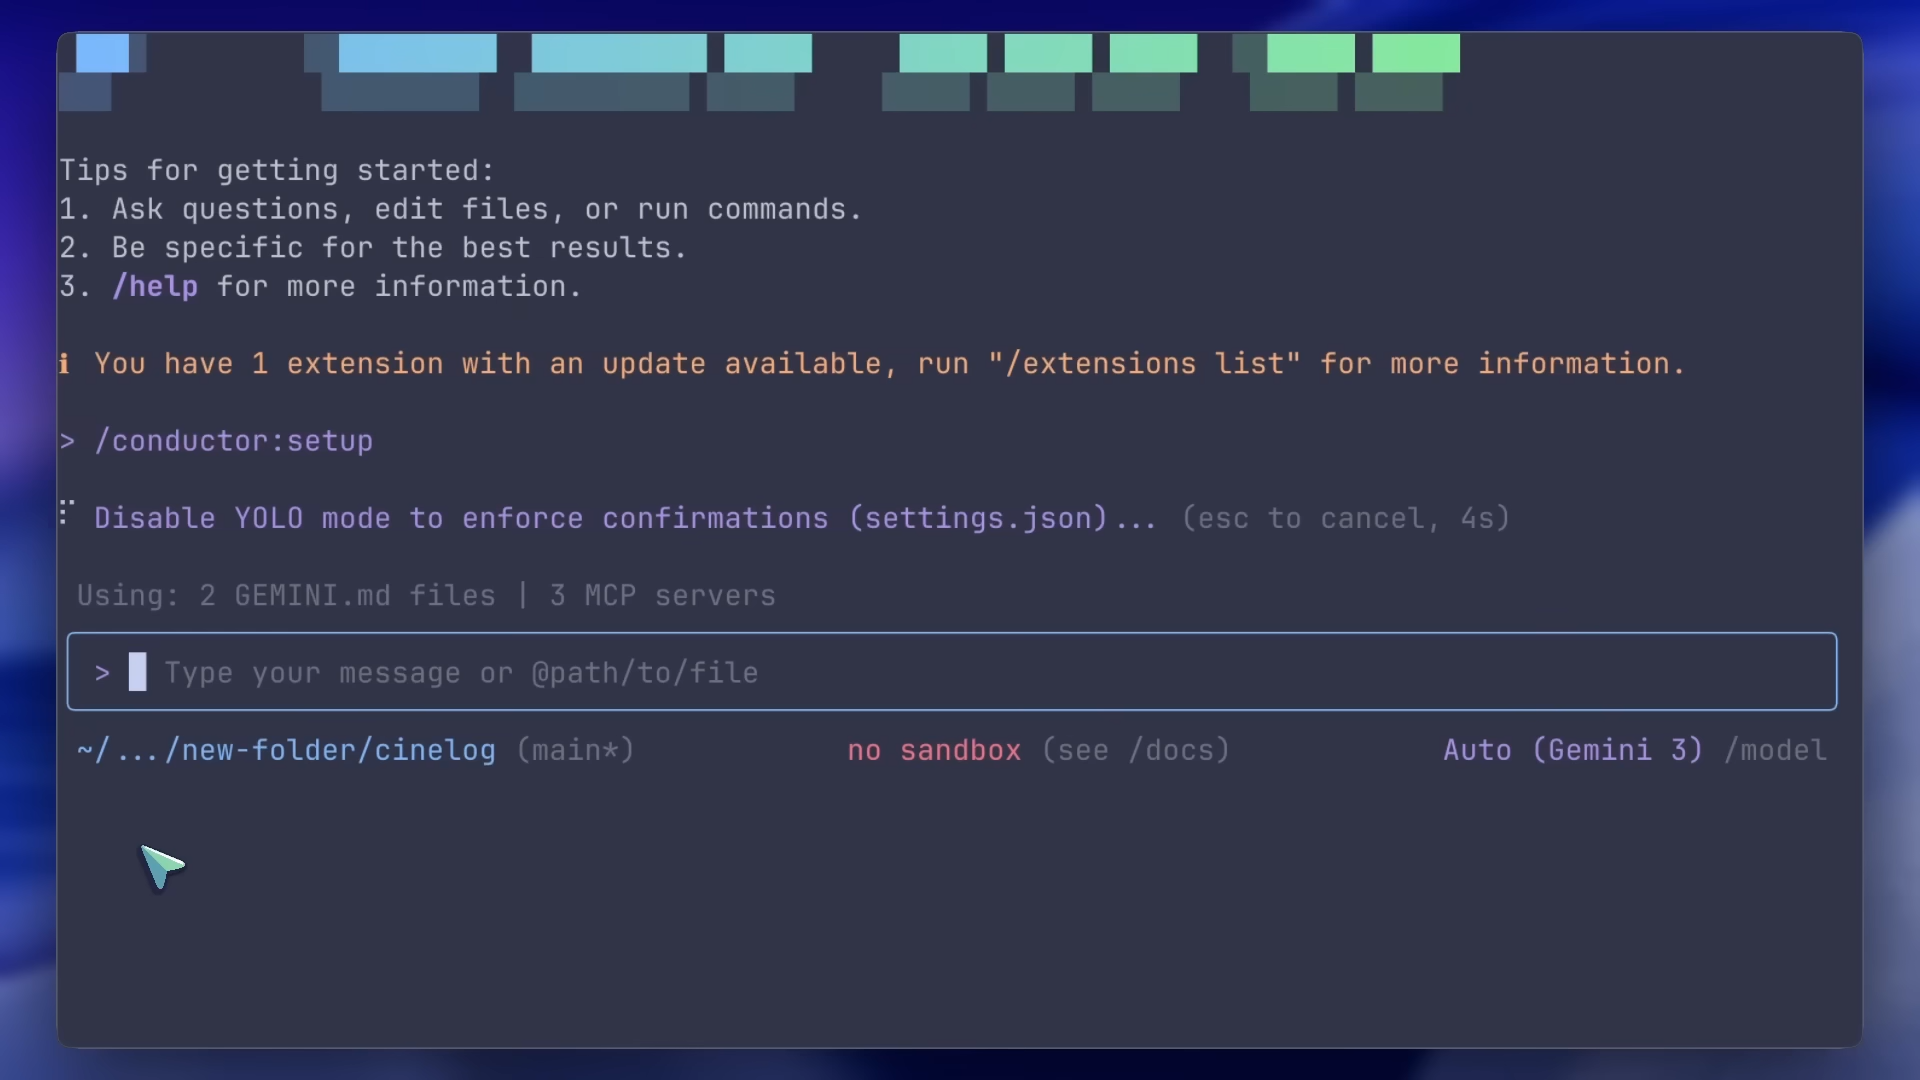 Tips for getting started:
1. Ask questions, edit files, or run commands.
2. Be specific for the best results.
3. /help for more information.
ℹ You have 1 extension with an update available, run "/extensions list" for more information.
> /conductor:setup
⠏ Disable YOLO mode to enforce confirmations (settings.json)... (esc to cancel, 4s)
Using: 2 GEMINI.md files | 3 MCP servers
> Type your message or @path/to/file
~/.../new-folder/cinelog (main*) no sandbox (see /docs) Auto (Gemini 3) /model